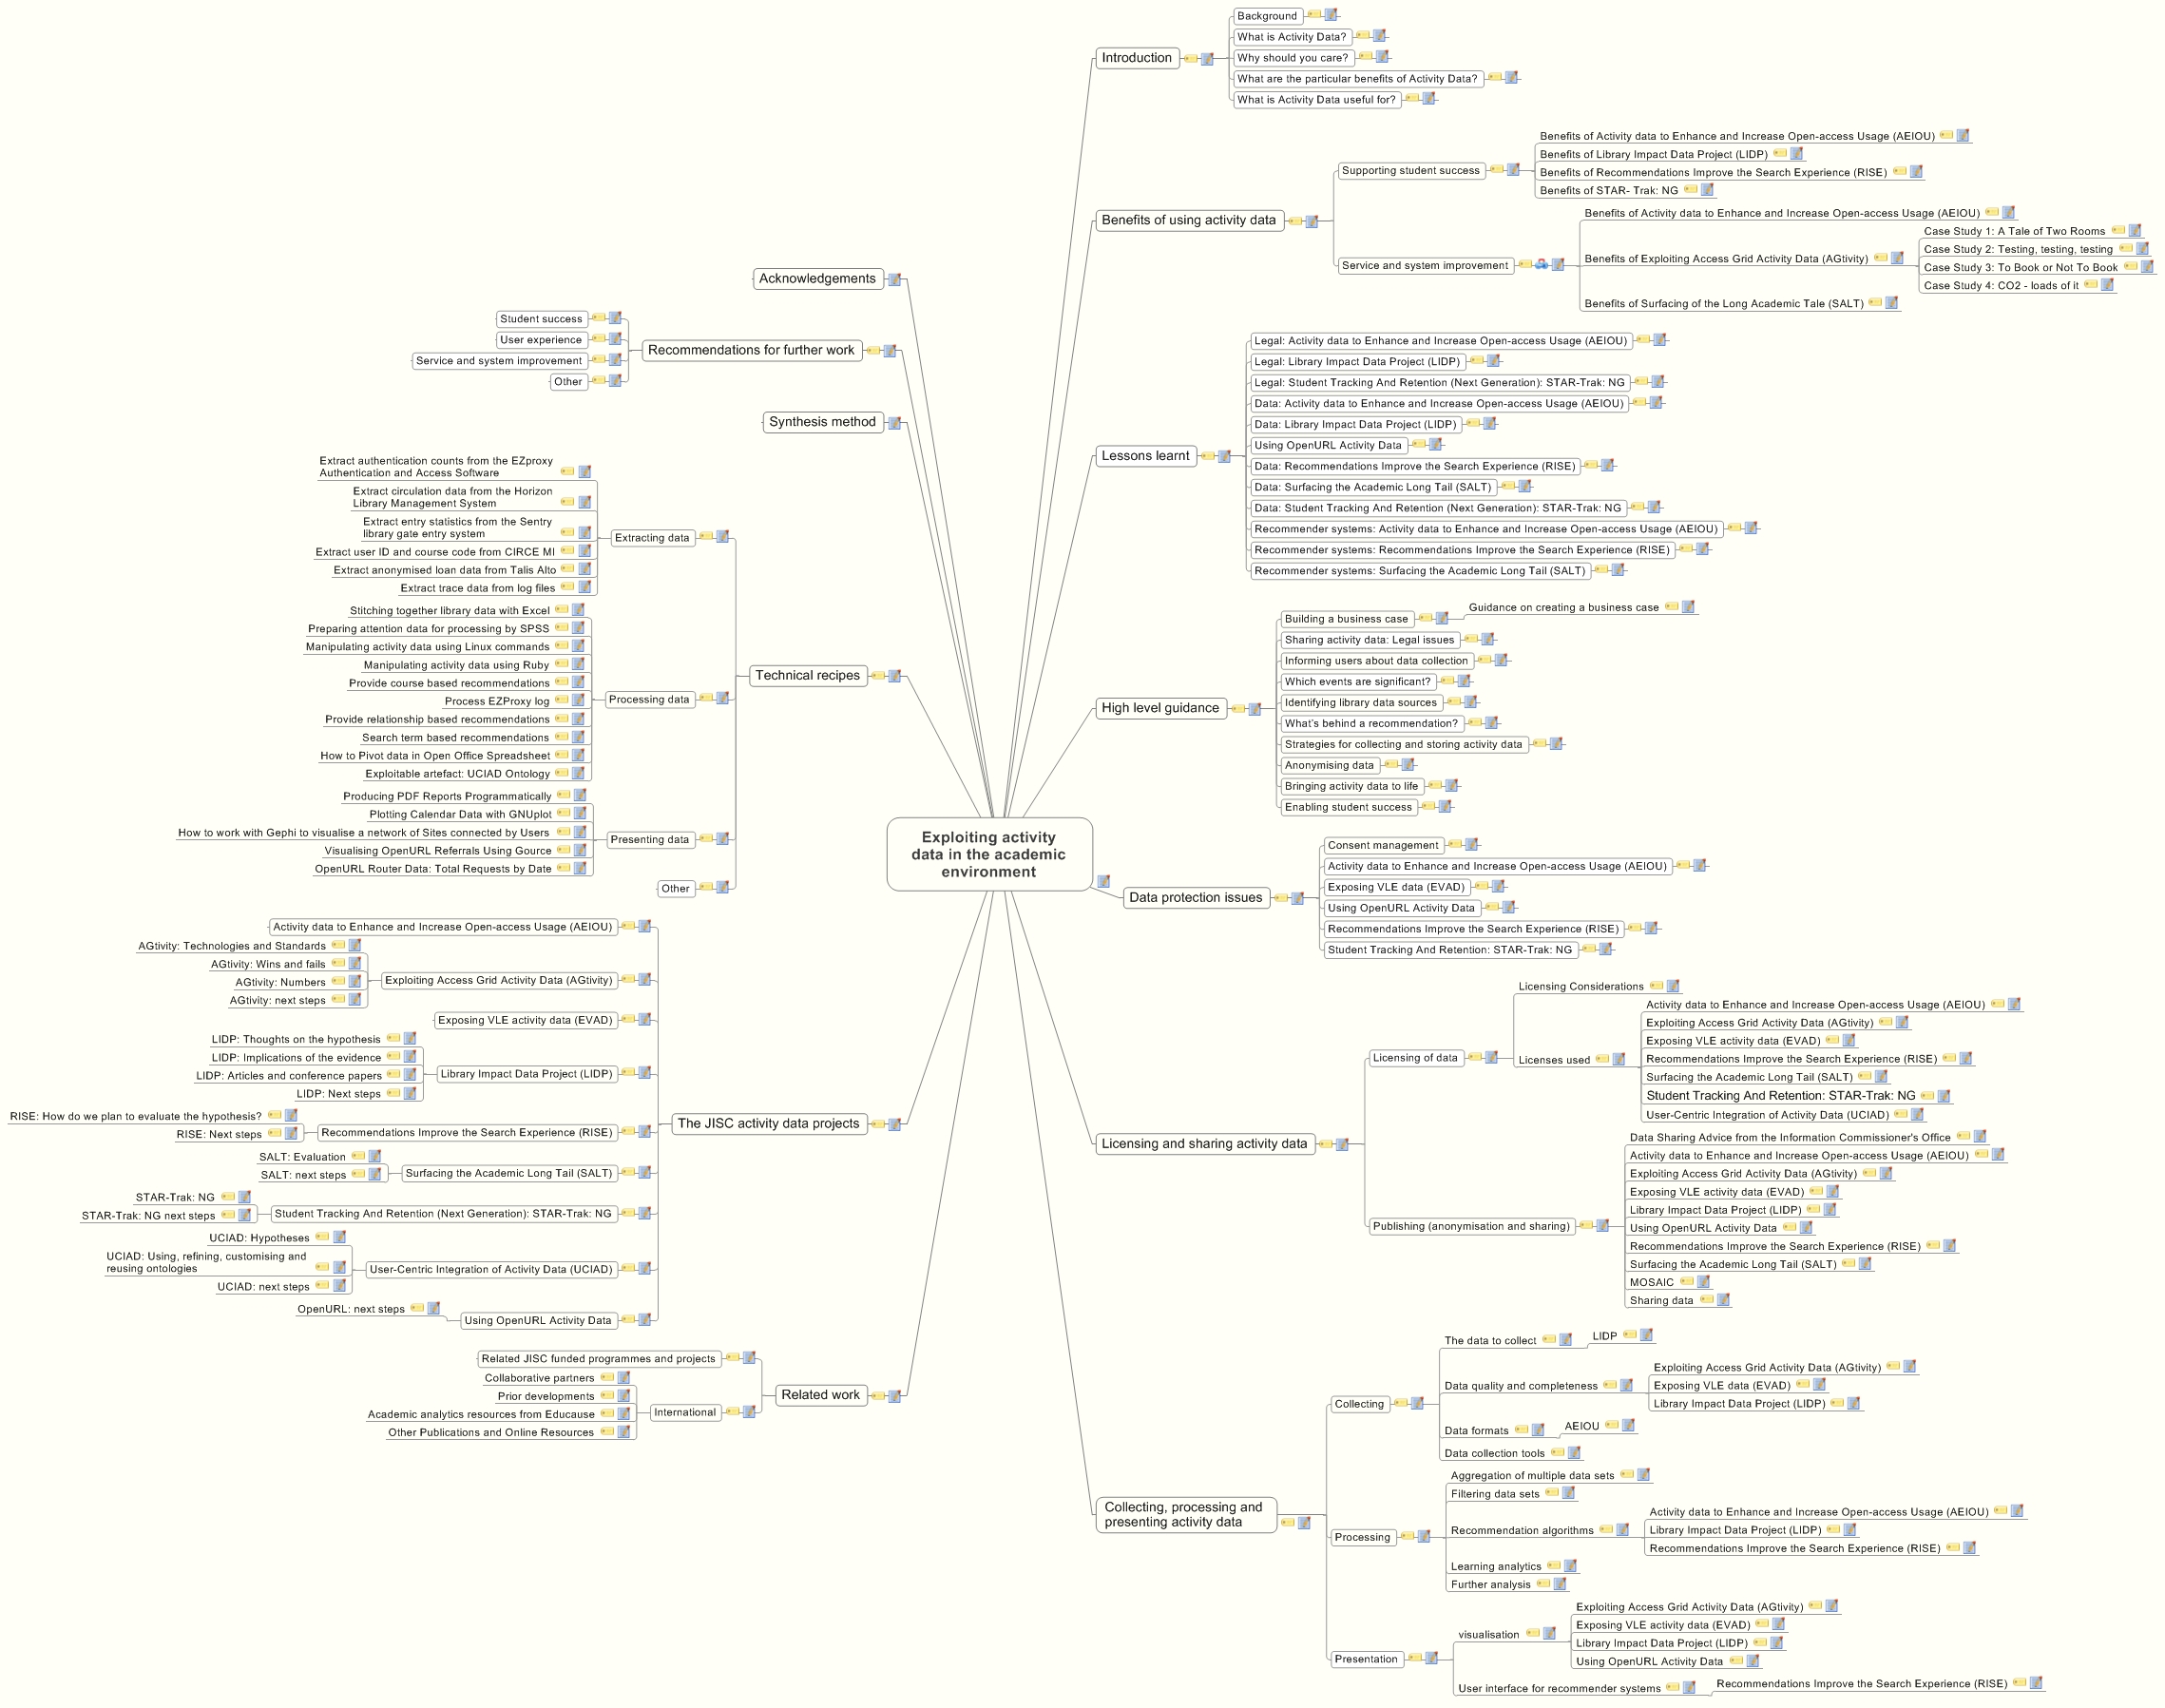 Exploiting activity
data in the academic
environment
Introduction
Background
What is Activity Data?
Why should you care?
What are the particular benefits of Activity Data?
What is Activity Data useful for?
Benefits of using activity data
Supporting student success
Benefits of Activity data to Enhance and Increase Open-access Usage (AEIOU)
Benefits of Library Impact Data Project (LIDP)
Benefits of Recommendations Improve the Search Experience (RISE)
Benefits of STAR- Trak: NG
Service and system improvement
Benefits of Activity data to Enhance and Increase Open-access Usage (AEIOU)
Benefits of Exploiting Access Grid Activity Data (AGtivity)
Case Study 1: A Tale of Two Rooms
Case Study 2: Testing, testing, testing
Case Study 3: To Book or Not To Book
Case Study 4: CO2 - loads of it
Benefits of Surfacing of the Long Academic Tale (SALT)
Lessons learnt
Legal: Activity data to Enhance and Increase Open-access Usage (AEIOU)
Legal: Library Impact Data Project (LIDP)
Legal: Student Tracking And Retention (Next Generation): STAR-Trak: NG
Data: Activity data to Enhance and Increase Open-access Usage (AEIOU)
Data: Library Impact Data Project (LIDP)
Using OpenURL Activity Data
Data: Recommendations Improve the Search Experience (RISE)
Data: Surfacing the Academic Long Tail (SALT)
Data: Student Tracking And Retention (Next Generation): STAR-Trak: NG
Recommender systems: Activity data to Enhance and Increase Open-access Usage (AEIOU)
Recommender systems: Recommendations Improve the Search Experience (RISE)
Recommender systems: Surfacing the Academic Long Tail (SALT)
High level guidance
Building a business case
Guidance on creating a business case
Sharing activity data: Legal issues
Informing users about data collection
Which events are significant?
Identifying library data sources
What's behind a recommendation?
Strategies for collecting and storing activity data
Anonymising data
Bringing activity data to life
Enabling student success
Data protection issues
Consent management
Activity data to Enhance and Increase Open-access Usage (AEIOU)
Exposing VLE data (EVAD)
Using OpenURL Activity Data
Recommendations Improve the Search Experience (RISE)
Student Tracking And Retention: STAR-Trak: NG
Licensing and sharing activity data
Licensing of data
Licensing Considerations
Licenses used
Activity data to Enhance and Increase Open-access Usage (AEIOU)
Exploiting Access Grid Activity Data (AGtivity)
Exposing VLE activity data (EVAD)
Recommendations Improve the Search Experience (RISE)
Surfacing the Academic Long Tail (SALT)
Student Tracking And Retention: STAR-Trak: NG
User-Centric Integration of Activity Data (UCIAD)
Publishing (anonymisation and sharing)
Data Sharing Advice from the Information Commissioner's Office
Activity data to Enhance and Increase Open-access Usage (AEIOU)
Exploiting Access Grid Activity Data (AGtivity)
Exposing VLE activity data (EVAD)
Library Impact Data Project (LIDP)
Using OpenURL Activity Data
Recommendations Improve the Search Experience (RISE)
Surfacing the Academic Long Tail (SALT)
MOSAIC
Sharing data
Collecting, processing and
presenting activity data
Collecting
The data to collect
LIDP
Data quality and completeness
Exploiting Access Grid Activity Data (AGtivity)
Exposing VLE data (EVAD)
Library Impact Data Project (LIDP)
Data formats
AEIOU
Data collection tools
Processing
Aggregation of multiple data sets
Filtering data sets
Recommendation algorithms
Activity data to Enhance and Increase Open-access Usage (AEIOU)
Library Impact Data Project (LIDP)
Recommendations Improve the Search Experience (RISE)
Learning analytics
Further analysis
Presentation
visualisation
Exploiting Access Grid Activity Data (AGtivity)
Exposing VLE activity data (EVAD)
Library Impact Data Project (LIDP)
Using OpenURL Activity Data
User interface for recommender systems
Recommendations Improve the Search Experience (RISE)
Acknowledgements
Recommendations for further work
Student success
User experience
Service and system improvement
Other
Synthesis method
Technical recipes
Extracting data
Extract authentication counts from the EZproxy
Authentication and Access Software
Extract circulation data from the Horizon
Library Management System
Extract entry statistics from the Sentry
library gate entry system
Extract user ID and course code from CIRCE MI
Extract anonymised loan data from Talis Alto
Extract trace data from log files
Processing data
Stitching together library data with Excel
Preparing attention data for processing by SPSS
Manipulating activity data using Linux commands
Manipulating activity data using Ruby
Provide course based recommendations
Process EZProxy log
Provide relationship based recommendations
Search term based recommendations
How to Pivot data in Open Office Spreadsheet
Exploitable artefact: UCIAD Ontology
Presenting data
Producing PDF Reports Programmatically
Plotting Calendar Data with GNUplot
How to work with Gephi to visualise a network of Sites connected by Users
Visualising OpenURL Referrals Using Gource
OpenURL Router Data: Total Requests by Date
Other
The JISC activity data projects
Activity data to Enhance and Increase Open-access Usage (AEIOU)
Exploiting Access Grid Activity Data (AGtivity)
AGtivity: Technologies and Standards
AGtivity: Wins and fails
AGtivity: Numbers
AGtivity: next steps
Exposing VLE activity data (EVAD)
Library Impact Data Project (LIDP)
LIDP: Thoughts on the hypothesis
LIDP: Implications of the evidence
LIDP: Articles and conference papers
LIDP: Next steps
Recommendations Improve the Search Experience (RISE)
RISE: How do we plan to evaluate the hypothesis?
RISE: Next steps
Surfacing the Academic Long Tail (SALT)
SALT: Evaluation
SALT: next steps
Student Tracking And Retention (Next Generation): STAR-Trak: NG
STAR-Trak: NG
STAR-Trak: NG next steps
User-Centric Integration of Activity Data (UCIAD)
UCIAD: Hypotheses
UCIAD: Using, refining, customising and
reusing ontologies
UCIAD: next steps
Using OpenURL Activity Data
OpenURL: next steps
Related work
Related JISC funded programmes and projects
International
Collaborative partners
Prior developments
Academic analytics resources from Educause
Other Publications and Online Resources